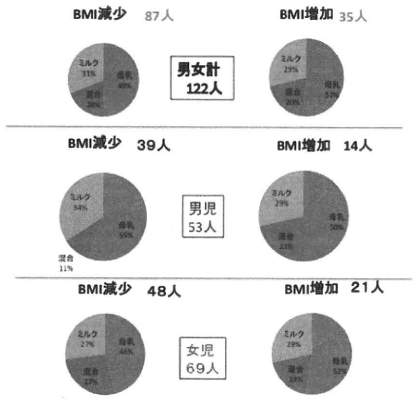 BMI減少 87人
BMI増加 35人
男女計
122人
ミルク
31%
母乳
49%
混合
20%
ミルク
29%
母乳
51%
混合
20%
BMI減少 39人
BMI増加 14人
男児
53人
ミルク
34%
母乳
55%
混合
11%
ミルク
29%
母乳
50%
混合
21%
BMI減少 48人
BMI増加 21人
女児
69人
ミルク
27%
母乳
46%
混合
27%
ミルク
29%
母乳
52%
混合
19%